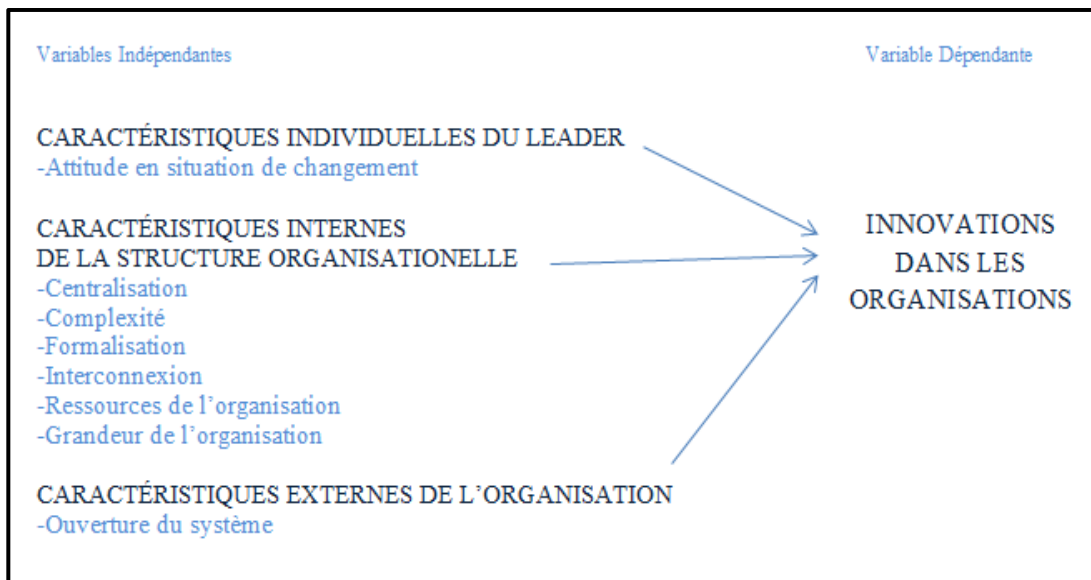 Variables Indépendantes
Variable Dépendante
CARACTÉRISTIQUES INDIVIDUELLES DU LEADER
-Attitude en situation de changement
CARACTÉRISTIQUES INTERNES
DE LA STRUCTURE ORGANISATIONELLE
-Centralisation
-Complexité
-Formalisation
-Interconnexion
-Ressources de l’organisation
-Grandeur de l’organisation
CARACTÉRISTIQUES EXTERNES DE L’ORGANISATION
-Ouverture du système
INNOVATIONS
DANS LES
ORGANISATIONS